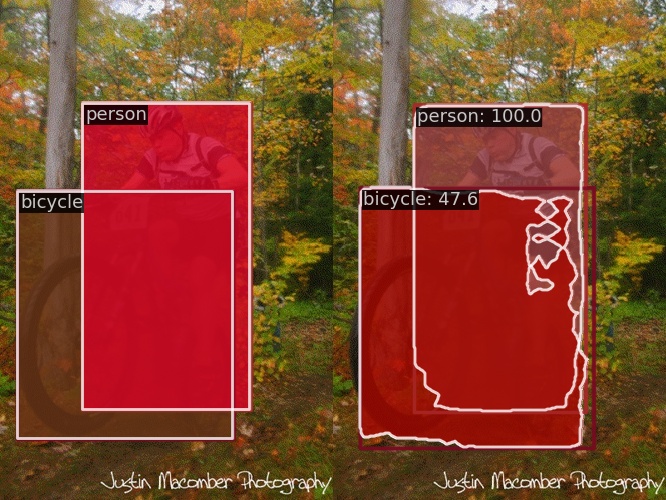 person
person: 100.0
bicycle
bicycle: 47.6
Justin Macomber Photography
Justin Macomber Photography